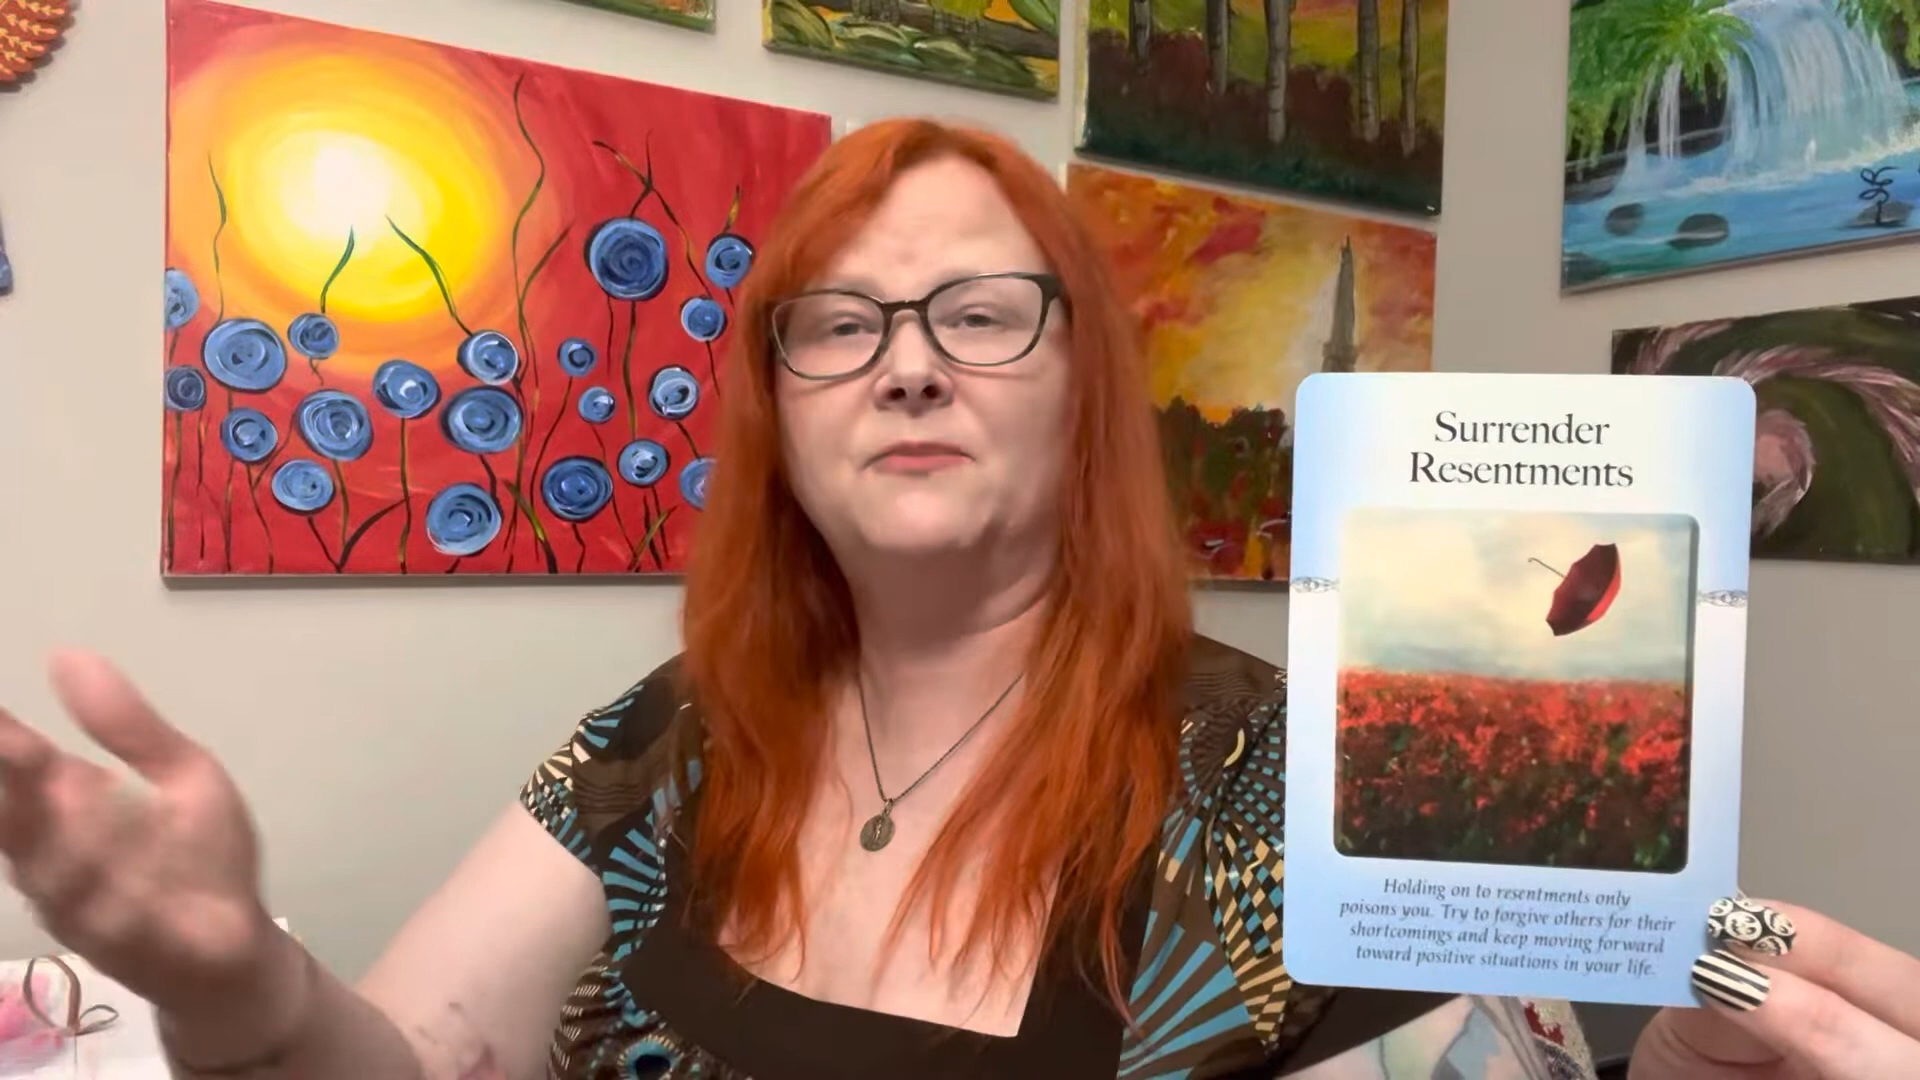 Surrender
Resentments
Holding on to resentments only
poisons you. Try to forgive others for their
shortcomings and keep moving forward
toward positive situations in your life.